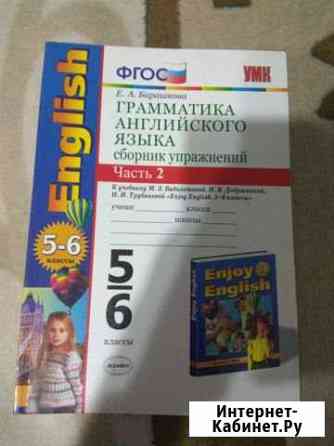 ФГОС
УМК
Е. А. Барашкова
ГРАММАТИКА
АНГЛИЙСКОГО
ЯЗЫКА
сборник упражнений
Часть 2
К учебнику М. З. Биболетовой, Н. В. Добрыниной,
Н. Н. Трубаневой «Enjoy English. 5-6 классы»
English
5-6
классы
5
6
классы
Enjoy
English
ЭКЗАМЕН
Интернет-
Кабинет.Ру